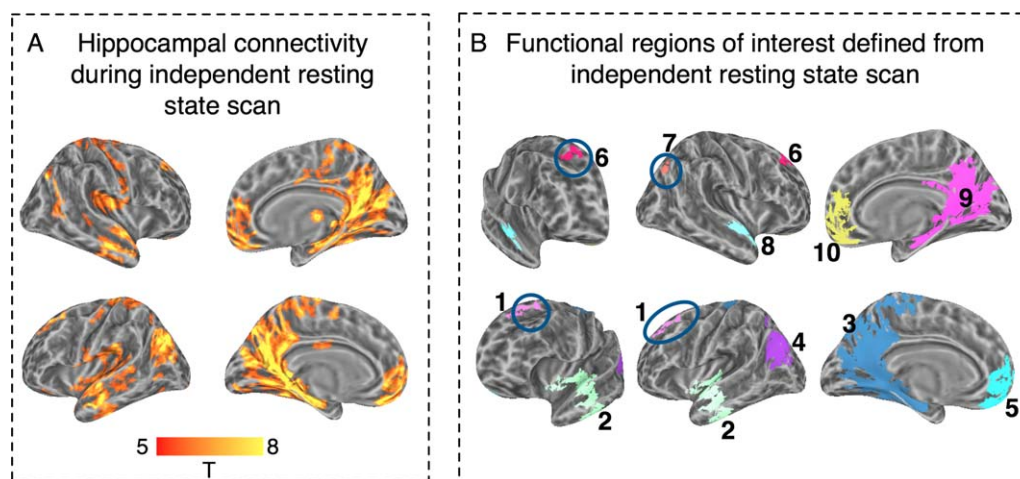 A Hippocampal connectivity
during independent resting
state scan
5 8
T
B Functional regions of interest defined from
independent resting state scan
6
7
6
8
9
10
1
2
1
2
4
3
5